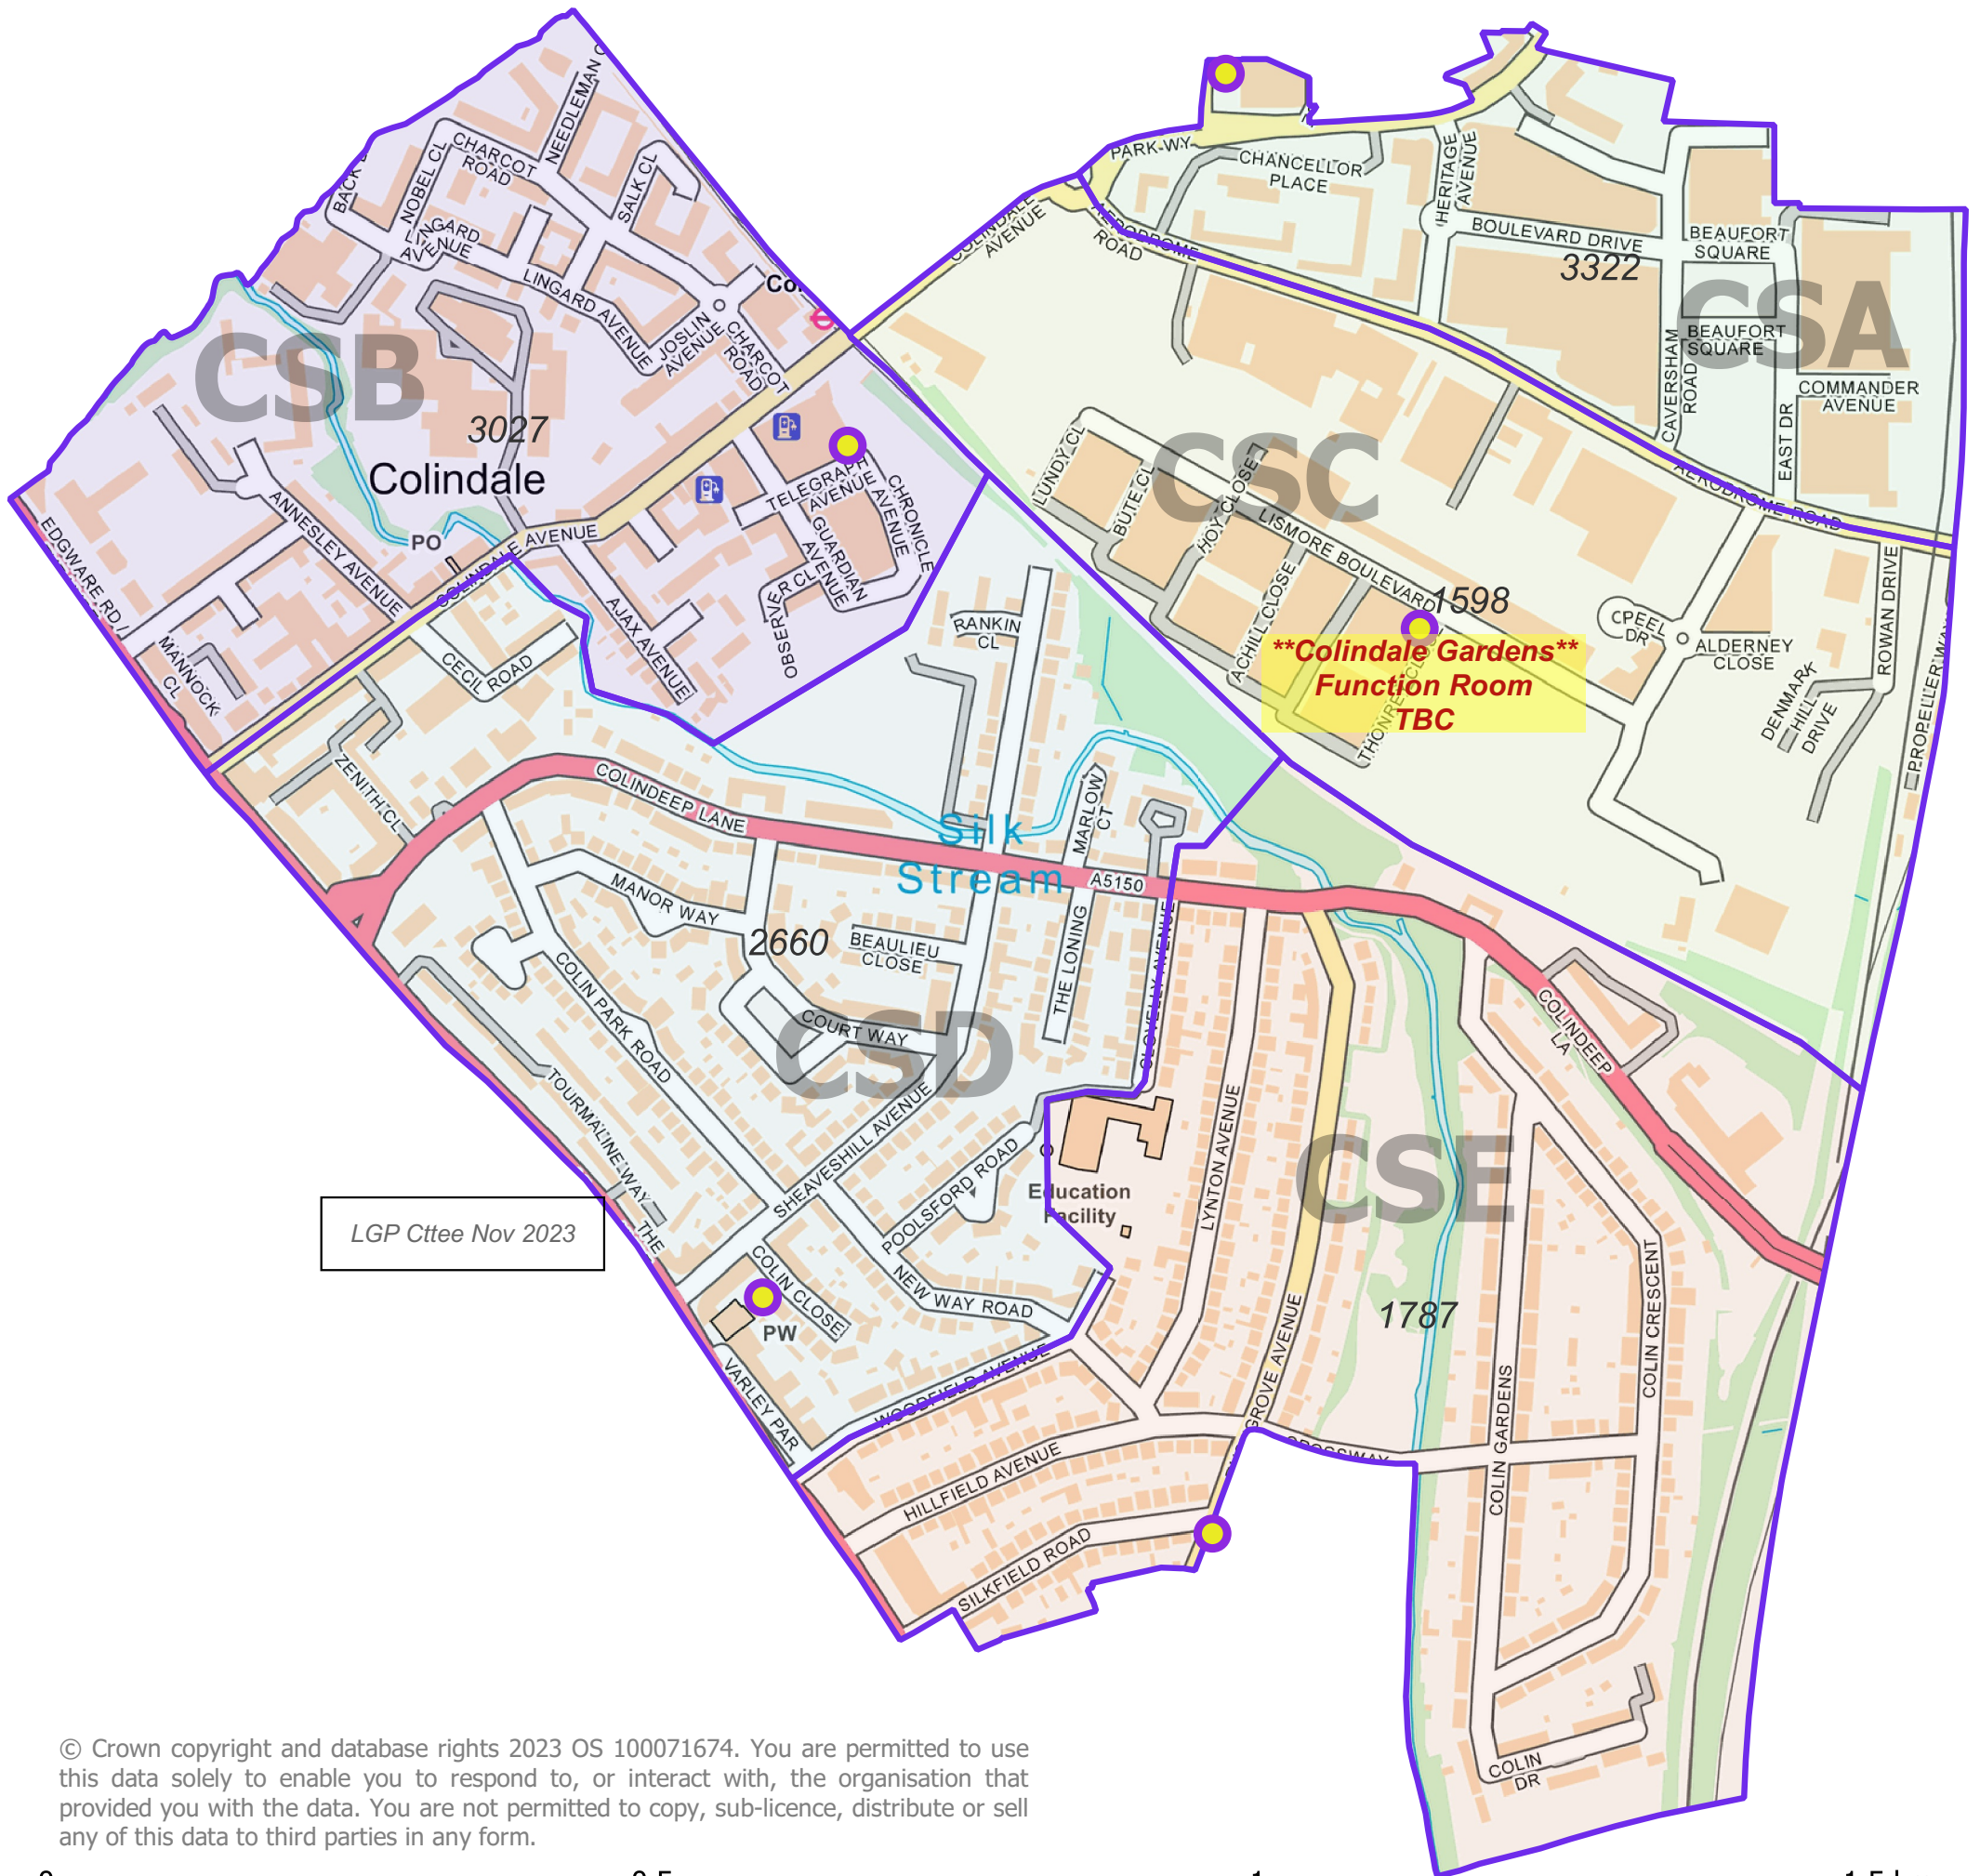 NEEDLEMAN C
CHARCOT
ROAD
NOBEL CL
SALK CL
LINGARD
AVENUE
LINGARD AVENUE
JOSLIN
AVENUE
CHARCOT
ROAD
CSB
3027
Colindale
PO
ANNESLEY AVENUE
EDGWARE RD /
MANNOCK
CL
COLINDALE AVENUE
TELEGRAPH
AVENUE
CHRONICLE
AVENUE
GUARDIAN
AVENUE
OBSERVER CL
AJAX AVENUE
COLINDALE
AVENUE
PARK WY
CHANCELLOR
PLACE
HERITAGE
AVENUE
BOULEVARD DRIVE
3322
BEAUFORT
SQUARE
CSA
BEAUFORT
SQUARE
CAVERSHAM
ROAD
COMMANDER
AVENUE
EAST DR
AERODROME
ROAD
AERODROME ROAD
CSC
LUNDY CL
BUTE CL
HOY CLOSE
LISMORE BOULEVARD
ACHILL CLOSE
1598
**Colindale Gardens**
Function Room
TBC
PEEL
DR
ALDERNEY
CLOSE
ROWAN DRIVE
DENMARK
HILL
DRIVE
PROPELLER WAY
CECIL ROAD
RANKIN
CL
ZENITH CL
COLINDEEP LANE
Silk
Stream
MARLOW
CT
A5150
MANOR WAY
2660
BEAULIEU
CLOSE
THE LONING
CLOVELLY AVENUE
COLIN PARK ROAD
COURT WAY
CSD
TOURMALINE WAY
THE
SHEAVESHILL AVENUE
POOLSFORD ROAD
Education
Facility
LYNTON AVENUE
CSE
COLINDEEP
LA
LGP Cttee Nov 2023
COLIN CLOSE
NEW WAY ROAD
PW
VARLEY PAR
WOODFIELD AVENUE
1787
GROVE AVENUE
COLIN CRESCENT
COLIN GARDENS
CROSSWAY
HILLFIELD AVENUE
SILKFIELD ROAD
COLIN
DR
© Crown copyright and database rights 2023 OS 100071674. You are permitted to use
this data solely to enable you to respond to, or interact with, the organisation that
provided you with the data. You are not permitted to copy, sub-licence, distribute or sell
any of this data to third parties in any form.